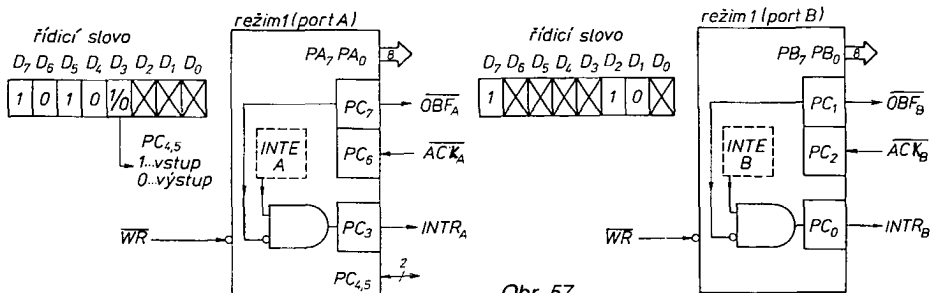 řídicí slovo
D7 D6 D5 D4 D3 D2 D1 D0
1 0 1 0 1/0
PC4,5
1...vstup
0...výstup
režim1 (port A)
PA7 PA0
8
PC7
OBFA
INTE
A
PC6
ACKA
PC3
INTRA
WR
PC4,5
2
řídicí slovo
D7 D6 D5 D4 D3 D2 D1 D0
1 1 0
režim 1 (port B)
PB7 PB0
8
PC1
OBFB
INTE
B
PC2
ACKB
PC0
INTRB
WR
Obr. 57